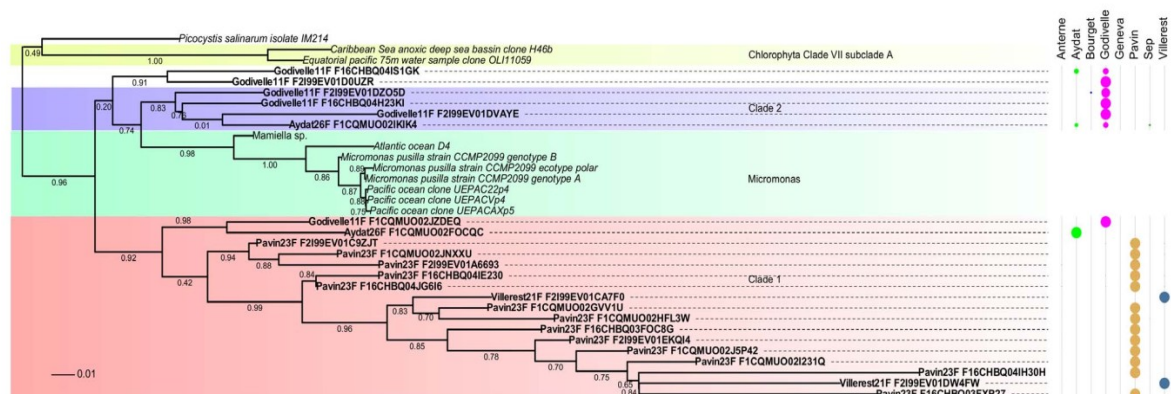 Anterne
Aydat
Bourget
Godivelle
Geneva
Pavin
Sep
Villerest
Picocystis salinarum isolate IM214
0.49
Caribbean Sea anoxic deep sea bassin clone H46b
1.00
Equatorial pacific 75m water sample clone OLI11059
Chlorophyta Clade VII subclade A
Godivelle11F F16CHBQ04IS1GK
0.91
Godivelle11F F2I99EV01D0UZR
0.20
Godivelle11F F2I99EV01DZO5D
0.83
Godivelle11F F16CHBQ04H23KI
Clade 2
Godivelle11F F2I99EV01DVAYE
0.74
0.01
Aydat26F F1CQMUO02IKIK4
Mamiella sp.
0.98
Atlantic ocean D4
1.00
Micromonas pusilla strain CCMP2099 genotype B
0.86
0.89
Micromonas pusilla strain CCMP2099 ecotype polar
0.96
Micromonas pusilla strain CCMP2099 genotype A
Micromonas
0.87
Pacific ocean clone UEPAC22p4
Pacific ocean clone UEPACVp4
0.75
Pacific ocean clone UEPACAXp5
0.98
Godivelle11F F1CQMUO02JZDEQ
Aydat26F F1CQMUO02FOCQC
0.92
Pavin23F F2I99EV01C9ZJT
0.94
Pavin23F F1CQMUO02JNXXU
0.88
Pavin23F F2I99EV01A6693
0.42
0.84
Pavin23F F16CHBQ04IE230
Clade 1
Pavin23F F16CHBQ04JG6I6
Villerest21F F2I99EV01CA7F0
0.99
0.83
Pavin23F F1CQMUO02GVV1U
0.70
Pavin23F F1CQMUO02HFL3W
0.96
Pavin23F F16CHBQ03FOC8G
0.85
Pavin23F F2I99EV01EKQI4
0.78
Pavin23F F1CQMUO02J5P42
0.70
Pavin23F F1CQMUO02I231Q
0.75
Pavin23F F16CHBQ04IH30H
0.01
0.65
Villerest21F F2I99EV01DW4FW
0.84